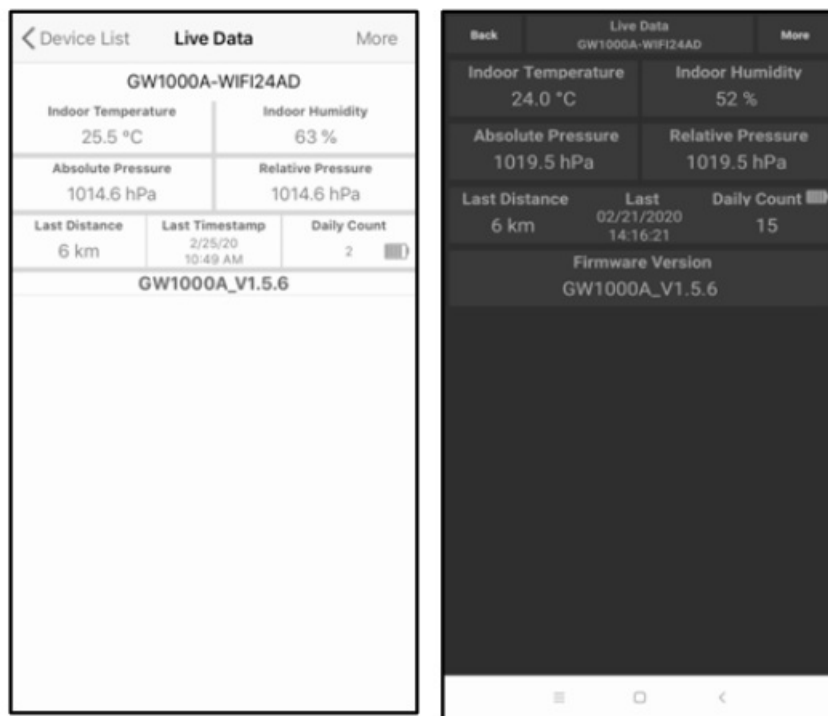 Device List Live Data More
GW1000A-WIFI24AD
Indoor Temperature Indoor Humidity
25.5 °C 63 %
Absolute Pressure Relative Pressure
1014.6 hPa 1014.6 hPa
Last Distance Last Timestamp Daily Count
6 km 2/25/20 2
10:49 AM
GW1000A_V1.5.6
Back Live Data More
GW1000A-WIFI24AD
Indoor Temperature Indoor Humidity
24.0 °C 52 %
Absolute Pressure Relative Pressure
1019.5 hPa 1019.5 hPa
Last Distance Last Daily Count
6 km 02/21/2020 15
14:16:21
Firmware Version
GW1000A_V1.5.6